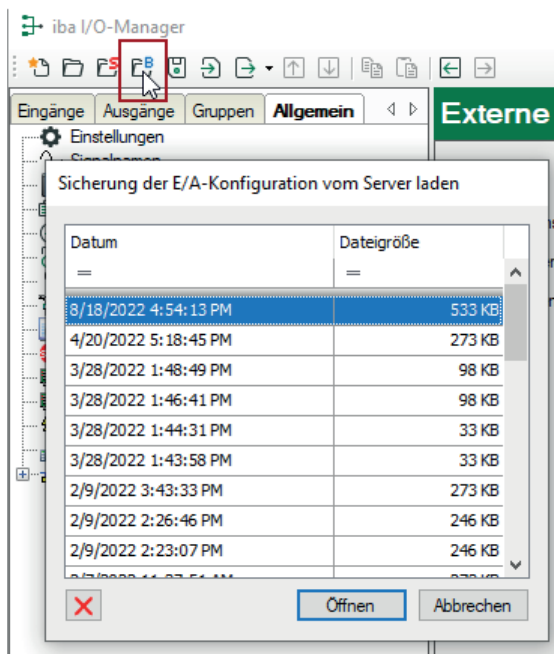 iba I/O-Manager
Eingänge Ausgänge Gruppen Allgemein
Externe
Einstellungen
Signalnamen
Sicherung der E/A-Konfiguration vom Server laden
Datum Dateigröße
= =
8/18/2022 4:54:13 PM 533 KB
4/20/2022 5:18:45 PM 273 KB
3/28/2022 1:48:49 PM 98 KB
3/28/2022 1:46:41 PM 98 KB
3/28/2022 1:44:31 PM 33 KB
3/28/2022 1:43:58 PM 33 KB
2/9/2022 3:43:33 PM 273 KB
2/9/2022 2:26:46 PM 246 KB
2/9/2022 2:23:07 PM 246 KB
Öffnen Abbrechen